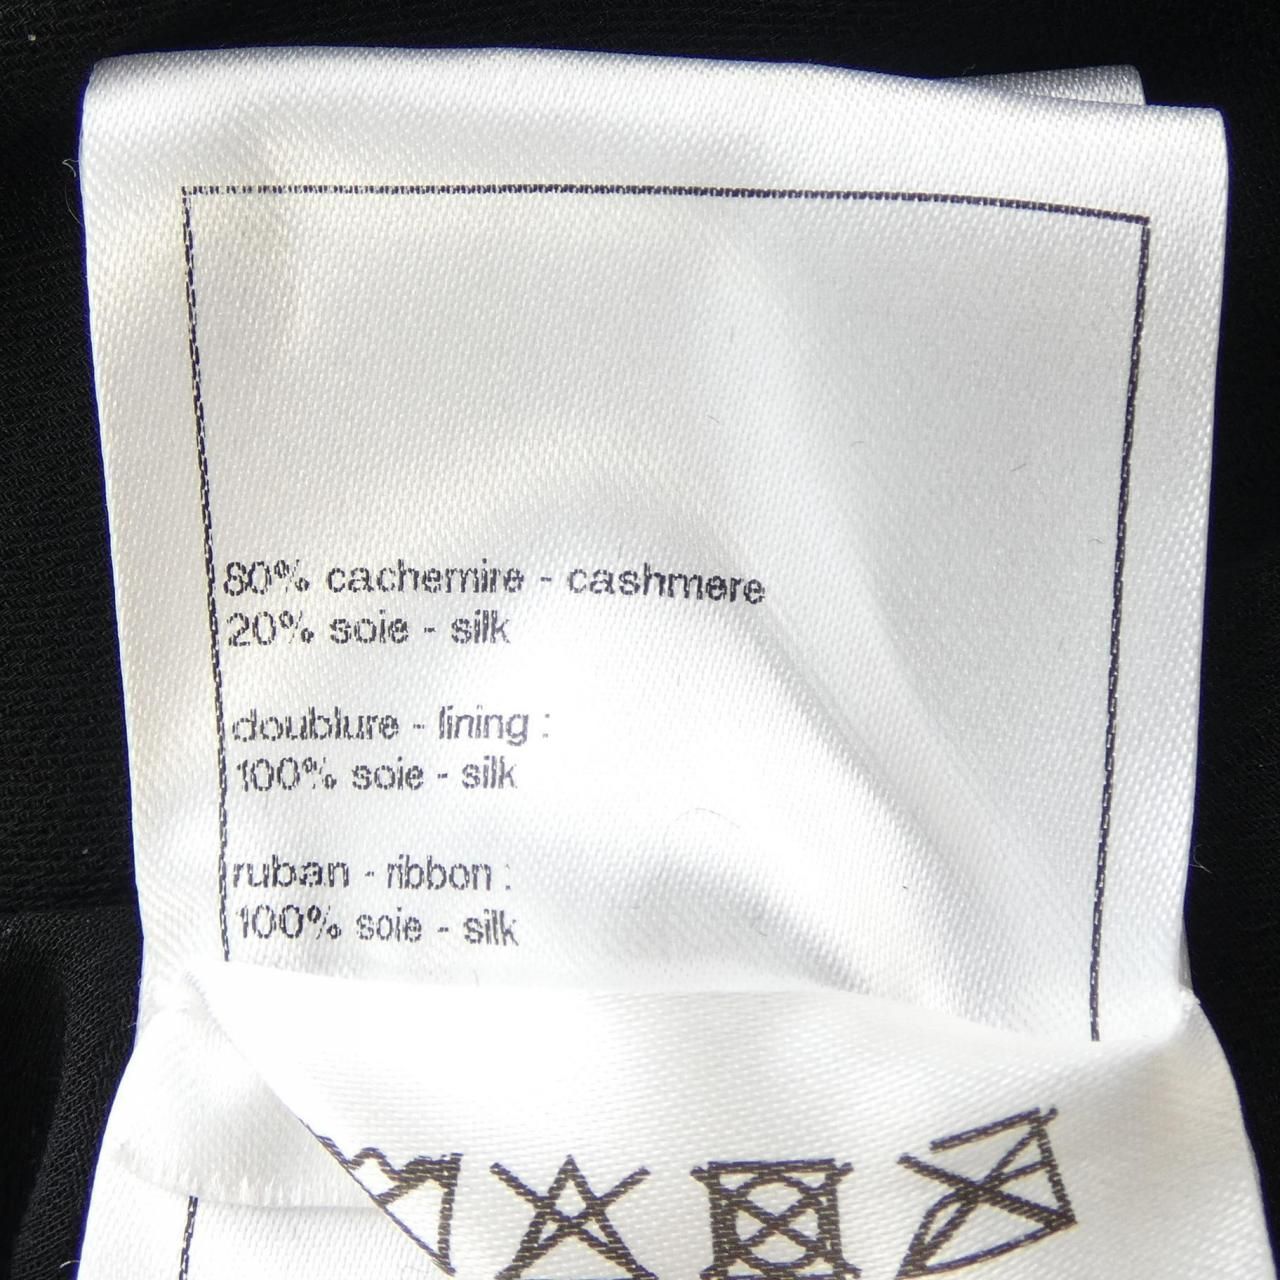 80% cachemire - cashmere
20% soie - silk
doublure - lining :
100% soie - silk
ruban - ribbon :
100% soie - silk